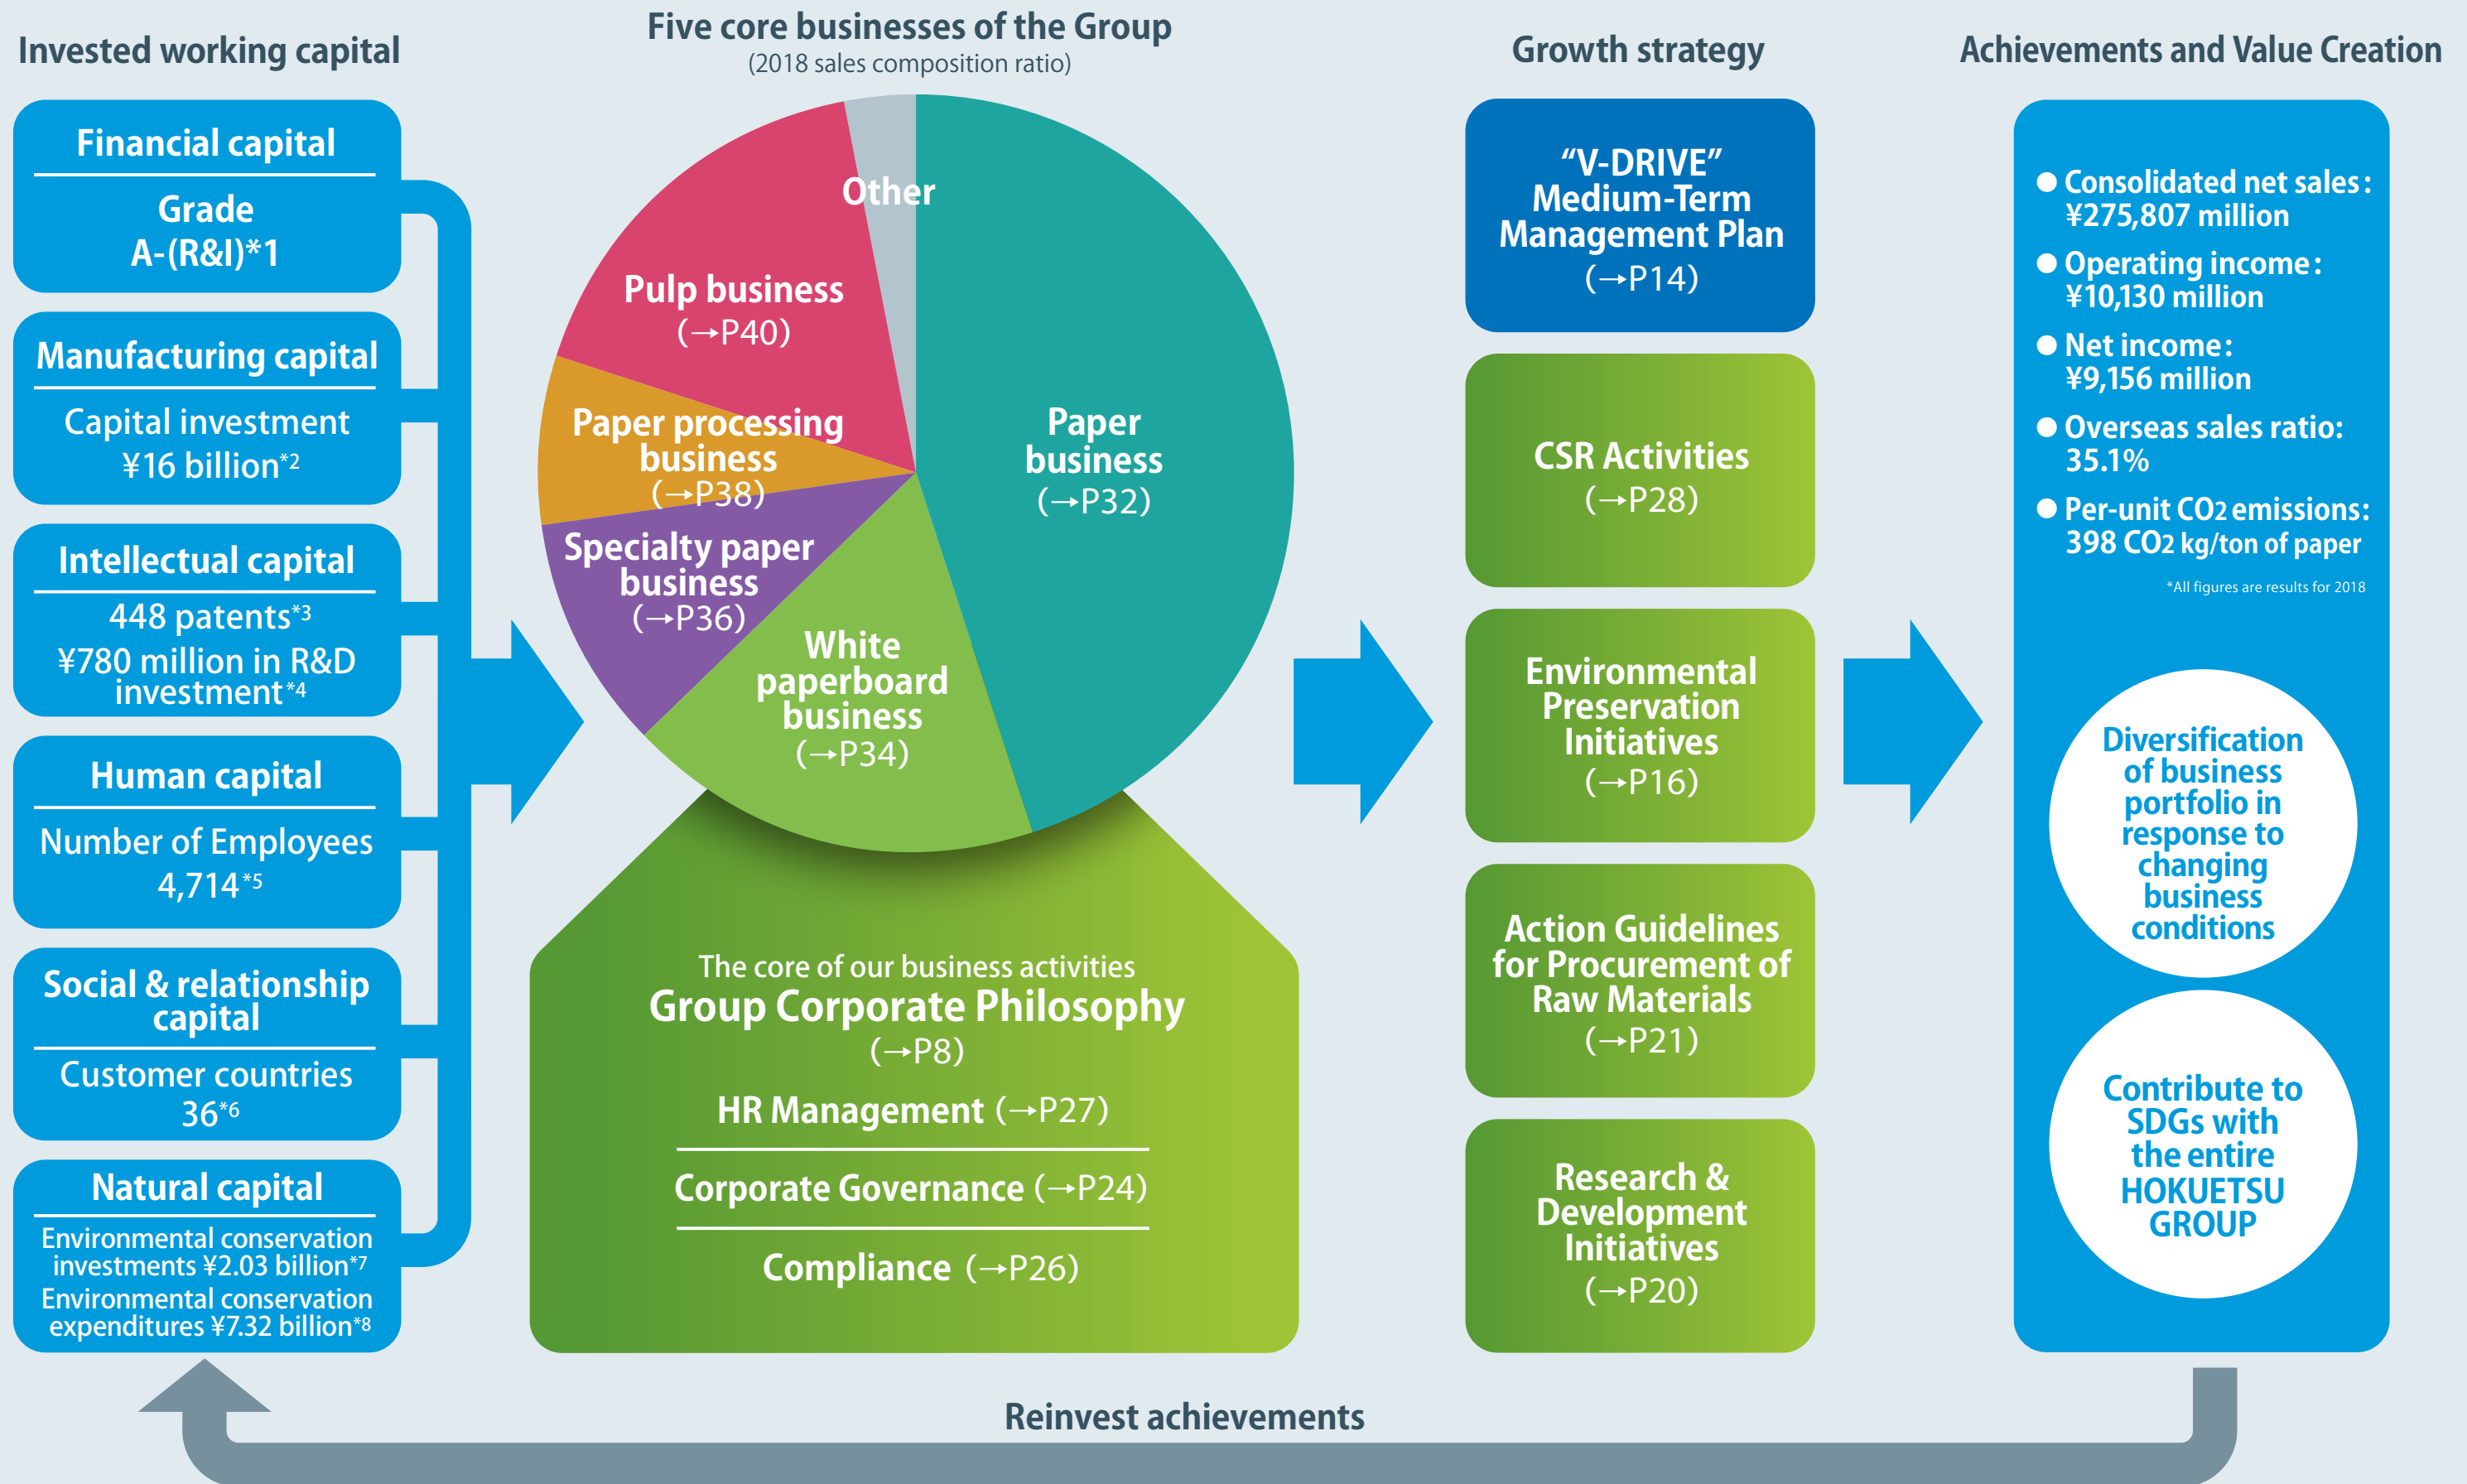 Invested working capital
Financial capital
Grade
A-(R&I)*1
Manufacturing capital
Capital investment
¥16 billion*2
Intellectual capital
448 patents*3
¥780 million in R&D
investment*4
Human capital
Number of Employees
4,714*5
Social & relationship
capital
Customer countries
36*6
Natural capital
Environmental conservation
investments ¥2.03 billion*7
Environmental conservation
expenditures ¥7.32 billion*8
Five core businesses of the Group
(2018 sales composition ratio)
Other
Pulp business
(→P40)
Paper
business
(→P32)
Paper processing
business
(→P38)
Specialty paper
business
(→P36)
White
paperboard
business
(→P34)
The core of our business activities
Group Corporate Philosophy
(→P8)
HR Management (→P27)
Corporate Governance (→P24)
Compliance (→P26)
Growth strategy
“V-DRIVE”
Medium-Term
Management Plan
(→P14)
CSR Activities
(→P28)
Environmental
Preservation
Initiatives
(→P16)
Action Guidelines
for Procurement of
Raw Materials
(→P21)
Research &
Development
Initiatives
(→P20)
Achievements and Value Creation
● Consolidated net sales:
¥275,807 million
● Operating income:
¥10,130 million
● Net income:
¥9,156 million
● Overseas sales ratio:
35.1%
● Per-unit CO2 emissions:
398 CO2 kg/ton of paper
*All figures are results for 2018
Diversification
of business
portfolio in
response to
changing
business
conditions
Contribute to
SDGs with
the entire
HOKUETSU
GROUP
Reinvest achievements